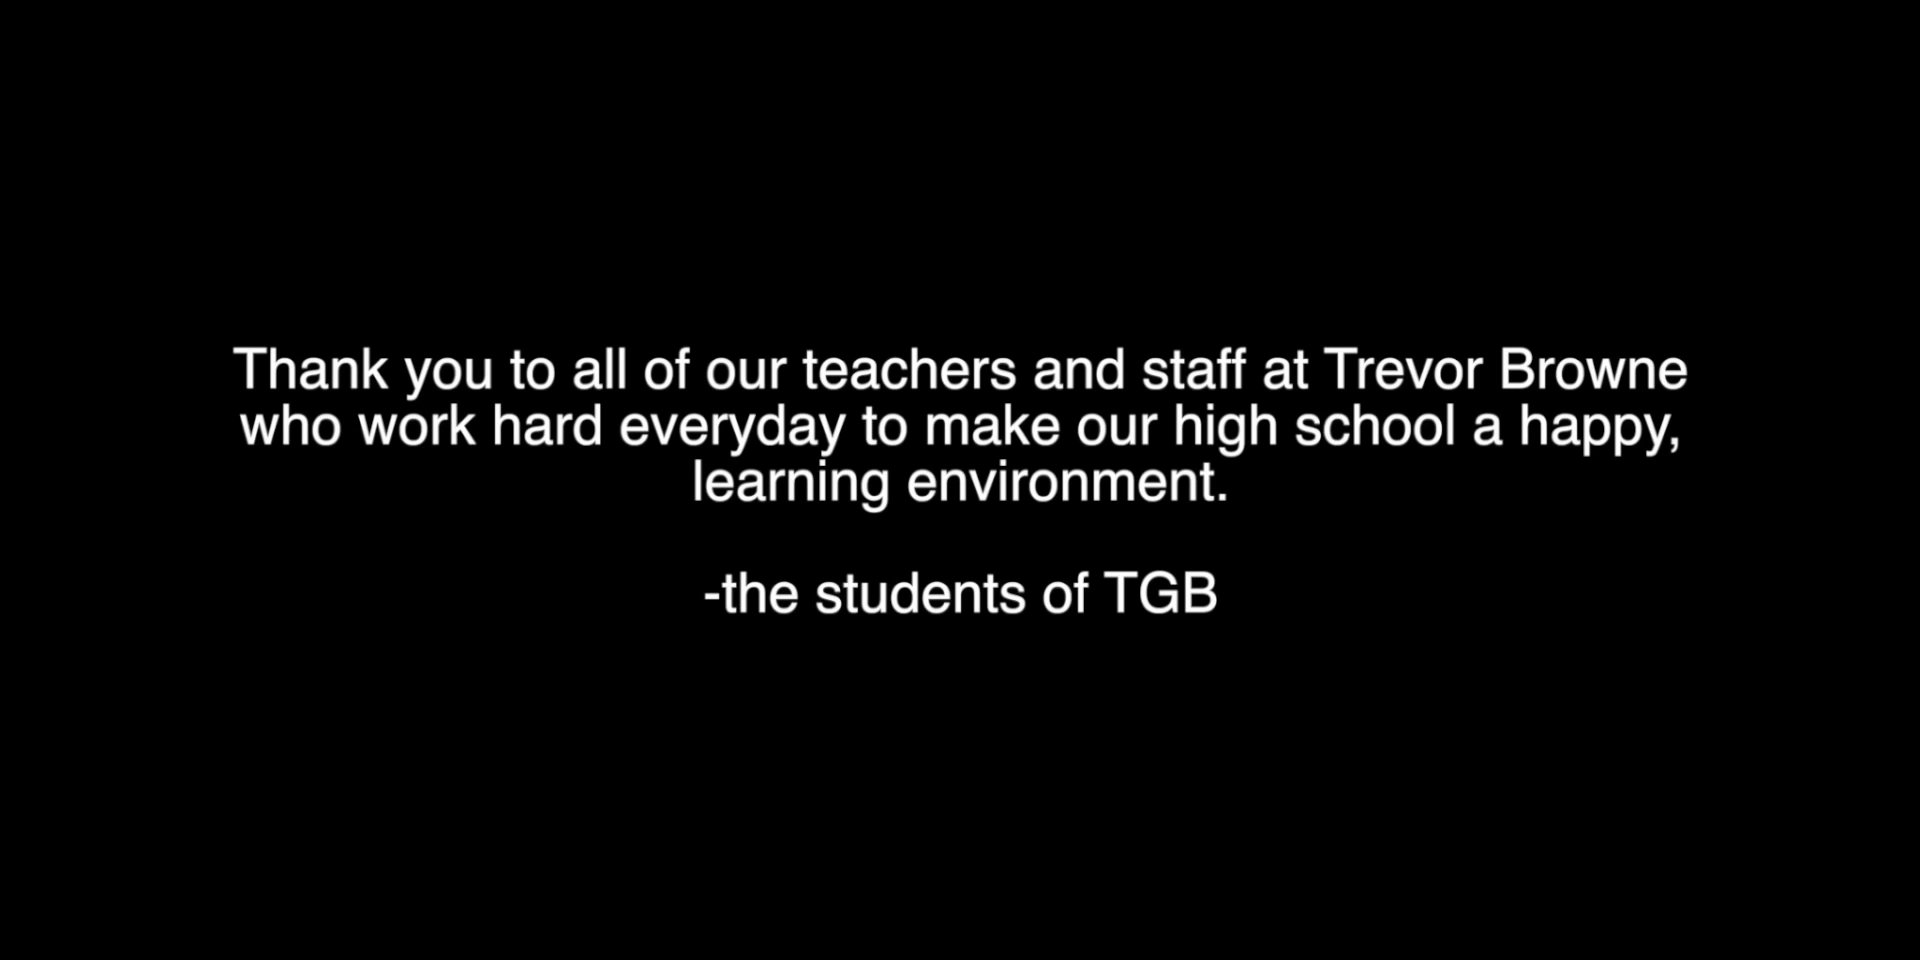 Thank you to all of our teachers and staff at Trevor Browne
who work hard everyday to make our high school a happy,
learning environment.
-the students of TGB